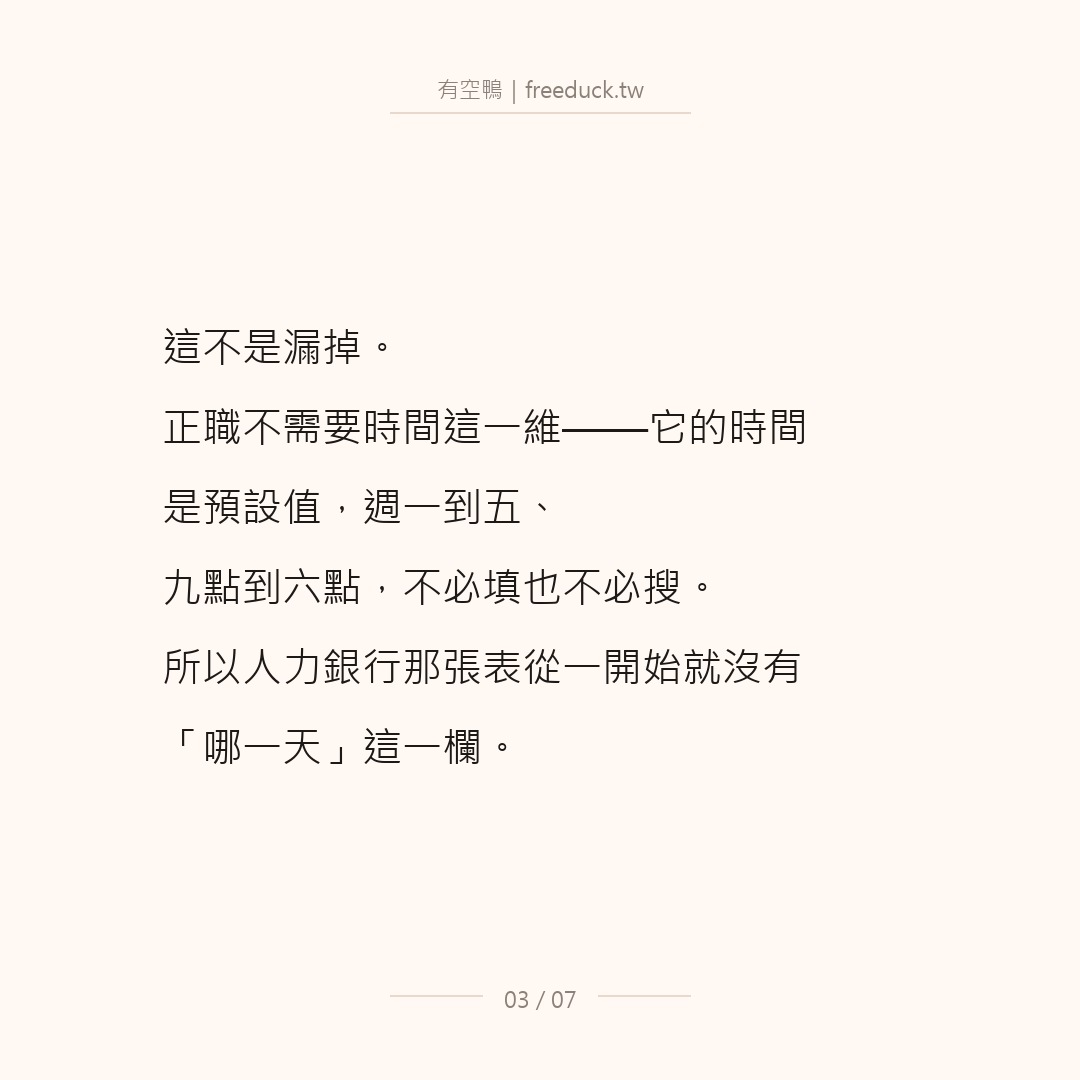 有空鴨｜freeduck.tw
這不是漏掉。
正職不需要時間這一維——它的時間
是預設值，週一到五、
九點到六點，不必填也不必搜。
所以人力銀行那張表從一開始就沒有
「哪一天」這一欄。
03 / 07